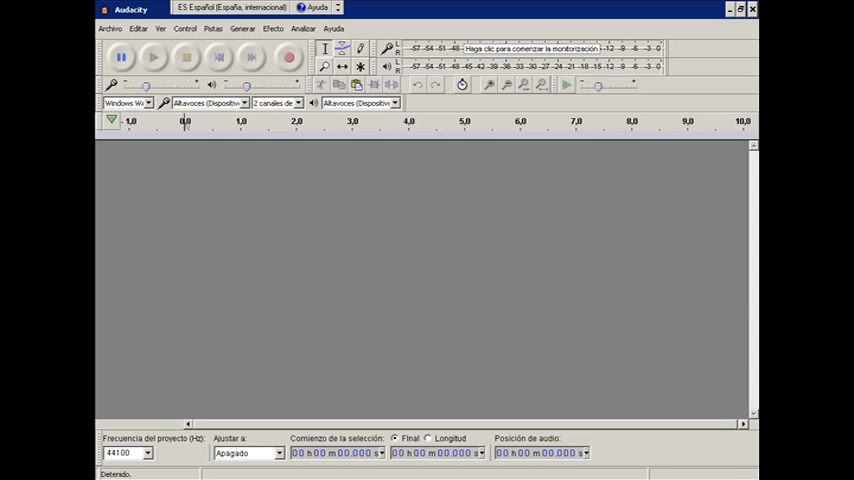 Audacity
ES Español (España, internacional) Ayuda
Archivo Editar Ver Control Pistas Generar Efecto Analizar Ayuda
L R -57 -54 -51 -48 Haga clic para comenzar la monitorización -12 -9 -6 -3 0
L R -57 -54 -51 -48 -45 -42 -39 -36 -33 -30 -27 -24 -21 -18 -15 -12 -9 -6 -3 0
Altavoces (Dispositiv 2 canales de Altavoces (Dispositiv
- 1,0 0,0 1,0 2,0 3,0 4,0 5,0 6,0 7,0 8,0 9,0 10,0
Frecuencia del proyecto (Hz): Ajustar a: Comienzo de la selección: Final Longitud Posición de audio:
44100 Apagado 00 h 00 m 00.000 s 00 h 00 m 00.000 s 00 h 00 m 00.000 s
Detenido.